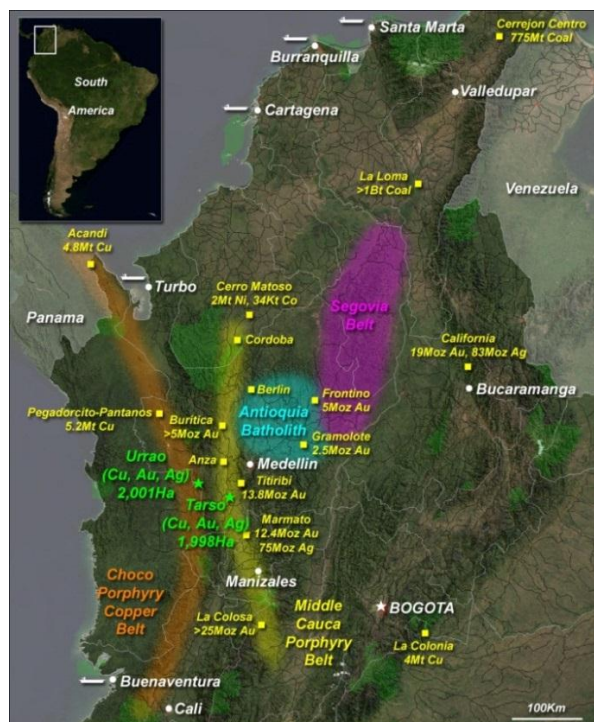 South
America
Santa Marta
Burranquilla
Cartagena
Cerrejon Centro
775Mt Coal
Valledupar
La Loma
>1Bt Coal
Venezuela
Acandi
4.8Mt Cu
Turbo
Panama
Cerro Matoso
2Mt Ni, 34Kt Co
Cordoba
Segovia
Belt
California
19Moz Au, 83Moz Ag
Bucaramanga
Berlin
Frontino
5Moz Au
Antioquia
Batholith
Pegadorcito-Pantanos
5.2Mt Cu
Buritica
>5Moz Au
Gramolote
2.5Moz Au
Anza
Medellin
Urrao
(Cu, Au, Ag)
2,001Ha
Titiribi
13.8Moz Au
Tarso
(Cu, Au, Ag)
1,998Ha
Marmato
12.4Moz Au
75Moz Ag
Manizales
Choco
Porphyry
Copper
Belt
La Colosa
>25Moz Au
Middle
Cauca
Porphyry
Belt
BOGOTA
La Colonia
4Mt Cu
Buenaventura
Cali
100Km